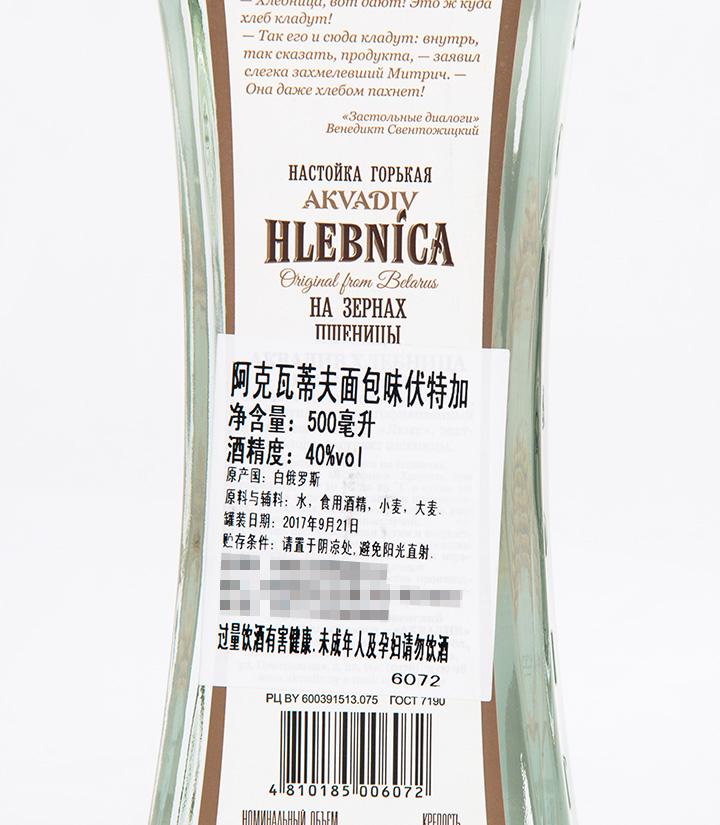 — Хлебница, вот дают! Это ж куда
хлеб кладут!
— Так его и сюда кладут: внутрь,
так сказать, продукта, — заявил
слегка захмелевший Митрич. —
Она даже хлебом пахнет!
«Застольные диалоги»
Венедикт Свентожицкий
НАСТОЙКА ГОРЬКАЯ
AKVADIV
HLEBNICA
Original from Belarus
НА ЗЕРНАХ
ПШЕНИЦЫ
阿克瓦蒂夫面包味伏特加
净含量：500毫升
酒精度：40%vol
原产国：白俄罗斯
原料与辅料：水，食用酒精，小麦，大麦.
罐装日期：2017年9月21日
贮存条件：请置于阴凉处,避免阳光直射.
过量饮酒有害健康.未成年人及孕妇请勿饮酒
6072
РЦ BY 600391513.075 ГОСТ 7190
4 810185 006072
НОМИНАЛЬНЫЙ ОБЪЕМ КРЕПОСТЬ